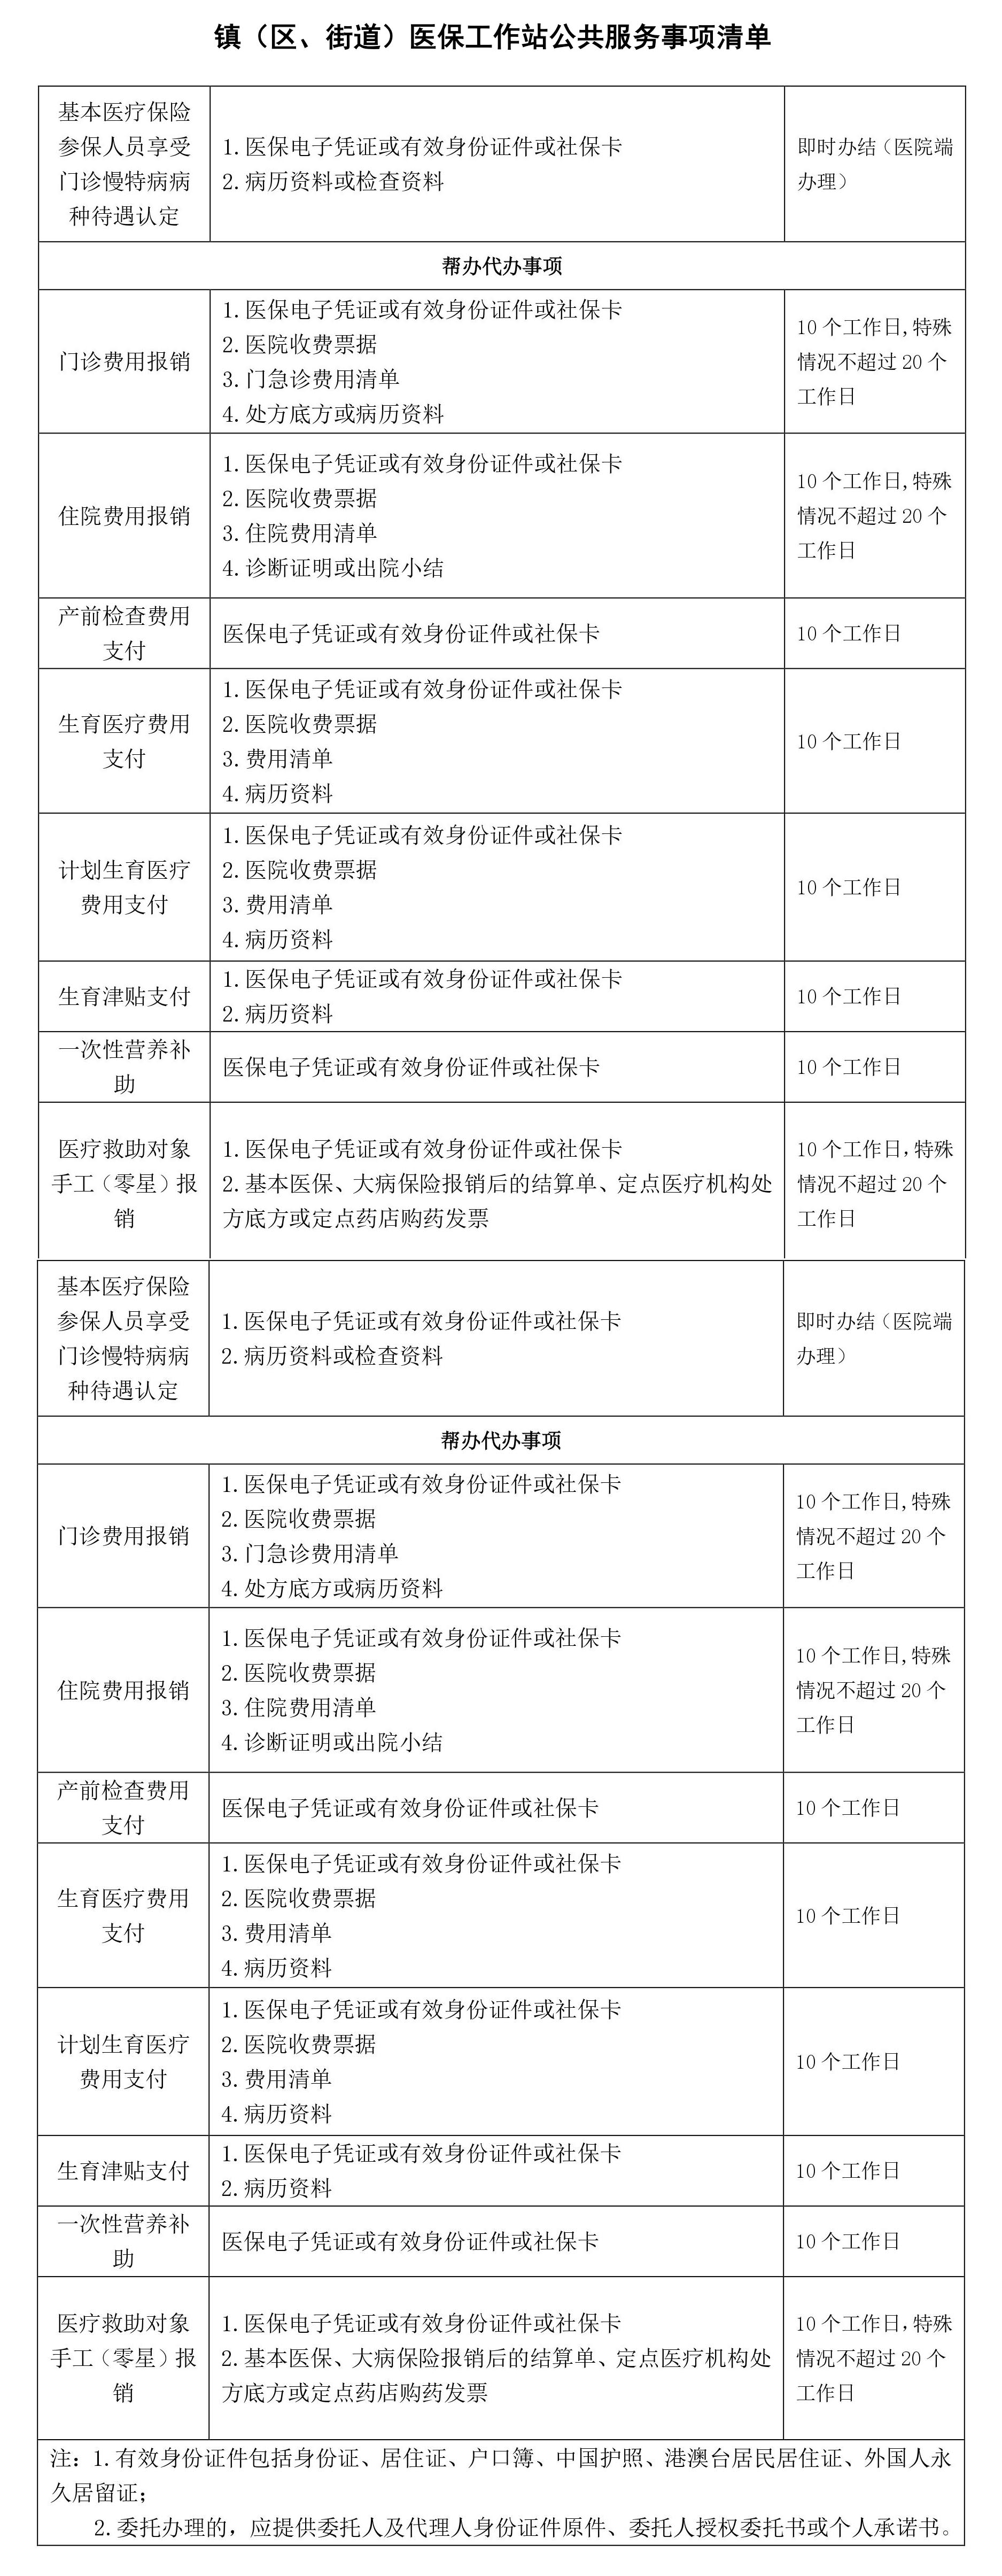 镇（区、街道）医保工作站公共服务事项清单
基本医疗保险
参保人员享受
门诊慢特病病
种待遇认定
1.医保电子凭证或有效身份证件或社保卡
2.病历资料或检查资料
即时办结（医院端
办理）
帮办代办事项
门诊费用报销
1.医保电子凭证或有效身份证件或社保卡
2.医院收费票据
3.门急诊费用清单
4.处方底方或病历资料
10个工作日,特殊
情况不超过20个
工作日
住院费用报销
1.医保电子凭证或有效身份证件或社保卡
2.医院收费票据
3.住院费用清单
4.诊断证明或出院小结
10个工作日,特殊
情况不超过20个
工作日
产前检查费用
支付
医保电子凭证或有效身份证件或社保卡
10个工作日
生育医疗费用
支付
1.医保电子凭证或有效身份证件或社保卡
2.医院收费票据
3.费用清单
4.病历资料
10个工作日
计划生育医疗
费用支付
1.医保电子凭证或有效身份证件或社保卡
2.医院收费票据
3.费用清单
4.病历资料
10个工作日
生育津贴支付
1.医保电子凭证或有效身份证件或社保卡
2.病历资料
10个工作日
一次性营养补
助
医保电子凭证或有效身份证件或社保卡
10个工作日
医疗救助对象
手工（零星）报
销
1.医保电子凭证或有效身份证件或社保卡
2.基本医保、大病保险报销后的结算单、定点医疗机构处
方底方或定点药店购药发票
10个工作日，特殊
情况不超过20个
工作日
基本医疗保险
参保人员享受
门诊慢特病病
种待遇认定
1.医保电子凭证或有效身份证件或社保卡
2.病历资料或检查资料
即时办结（医院端
办理）
帮办代办事项
门诊费用报销
1.医保电子凭证或有效身份证件或社保卡
2.医院收费票据
3.门急诊费用清单
4.处方底方或病历资料
10个工作日,特殊
情况不超过20个
工作日
住院费用报销
1.医保电子凭证或有效身份证件或社保卡
2.医院收费票据
3.住院费用清单
4.诊断证明或出院小结
10个工作日,特殊
情况不超过20个
工作日
产前检查费用
支付
医保电子凭证或有效身份证件或社保卡
10个工作日
生育医疗费用
支付
1.医保电子凭证或有效身份证件或社保卡
2.医院收费票据
3.费用清单
4.病历资料
10个工作日
计划生育医疗
费用支付
1.医保电子凭证或有效身份证件或社保卡
2.医院收费票据
3.费用清单
4.病历资料
10个工作日
生育津贴支付
1.医保电子凭证或有效身份证件或社保卡
2.病历资料
10个工作日
一次性营养补
助
医保电子凭证或有效身份证件或社保卡
10个工作日
医疗救助对象
手工（零星）报
销
1.医保电子凭证或有效身份证件或社保卡
2.基本医保、大病保险报销后的结算单、定点医疗机构处
方底方或定点药店购药发票
10个工作日，特殊
情况不超过20个
工作日
注：1.有效身份证件包括身份证、居住证、户口簿、中国护照、港澳台居民居住证、外国人永
久居留证；
2.委托办理的，应提供委托人及代理人身份证件原件、委托人授权委托书或个人承诺书。